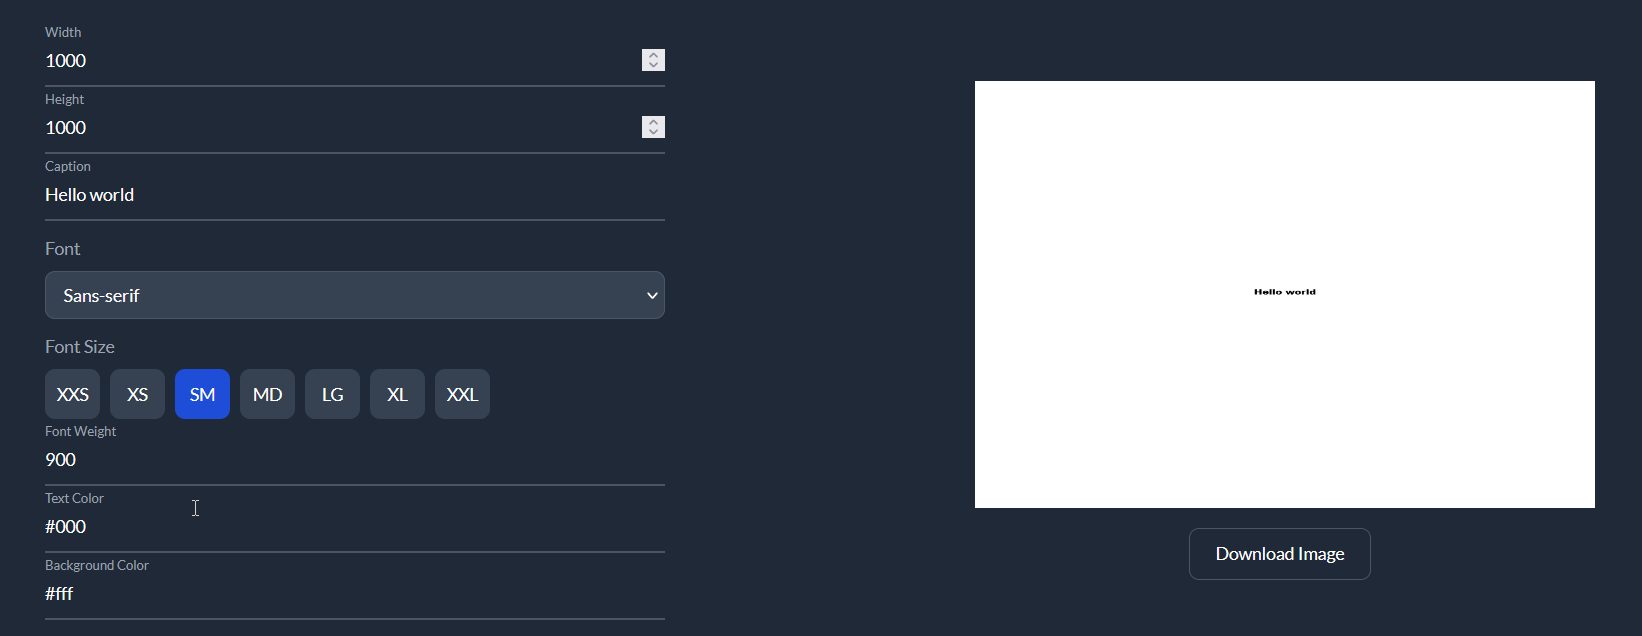 Width
1000
Height
1000
Caption
Hello world
Font
Sans-serif
Font Size
XXS XS SM MD LG XL XXL
Font Weight
900
Text Color
#000
Background Color
#fff
Hello world
Download Image